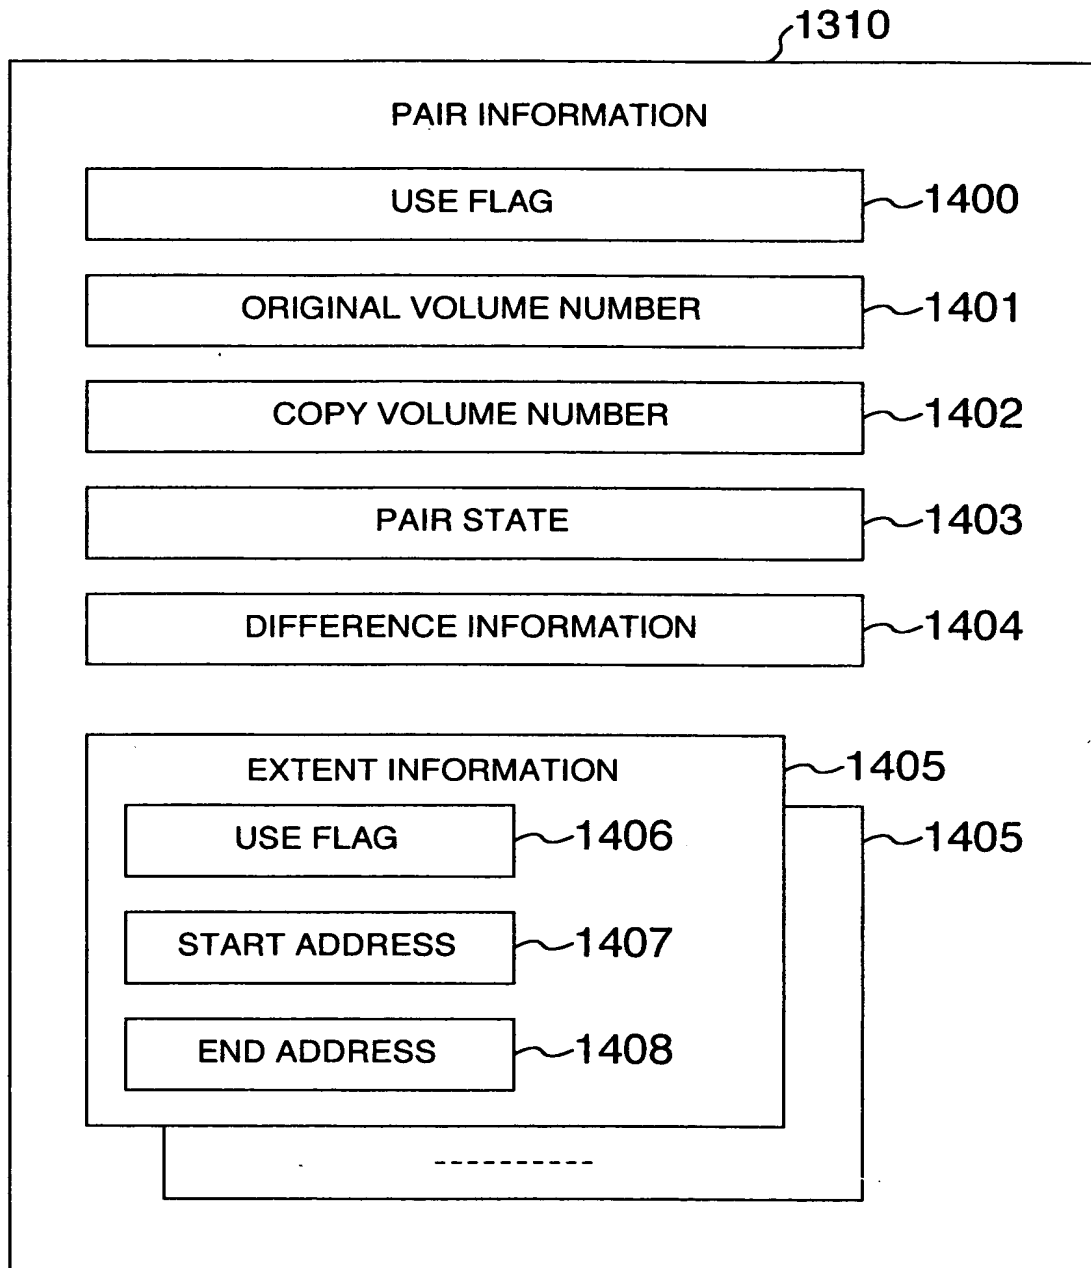 1310
PAIR INFORMATION
USE FLAG 1400
ORIGINAL VOLUME NUMBER 1401
COPY VOLUME NUMBER 1402
PAIR STATE 1403
DIFFERENCE INFORMATION 1404
EXTENT INFORMATION 1405
USE FLAG 1406 1405
START ADDRESS 1407
END ADDRESS 1408